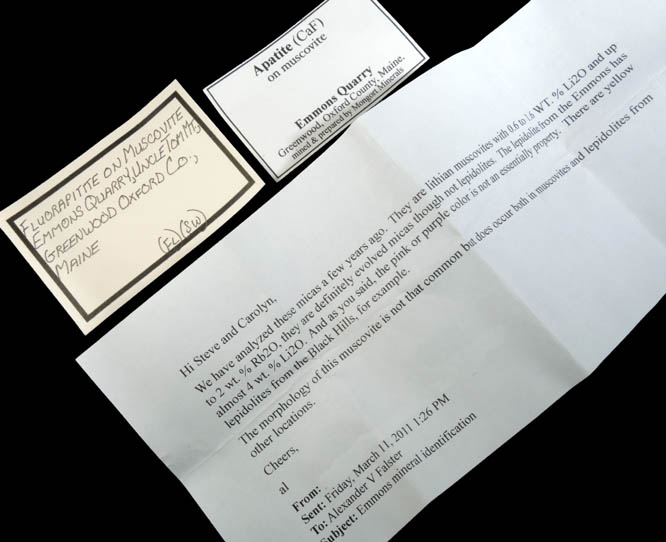 FLUORAPITITE ON MUSCOVITE
EMMONS QUARRY, UNCLE TOM MT.,
GREENWOOD OXFORD CO.,
MAINE
(FL)(SW)
Apatite (CaF)
on muscovite
Emmons Quarry
Greenwood, Oxford County, Maine.
mined & prepared by Mongort Minerals
Hi Steve and Carolyn,
We have analyzed these micas a few years ago. They are lithian muscovites with 0.6 to 1.6 WT. % Li2O and up
to 2 wt. % Rb2O, they are definitely evolved micas though not lepidolites. The lepidolite from the Emmons has
almost 4 wt. % Li2O. And as you said, the pink or purple color is not an essentially property. There are yellow
lepidolites from the Black Hills, for example.
The morphology of this muscovite is not that common but does occur both in muscovites and lepidolites from
other locations.
Cheers,
al
From:
Sent: Friday, March 11, 2011 1:26 PM
To: Alexander V Falster
Subject: Emmons mineral identification